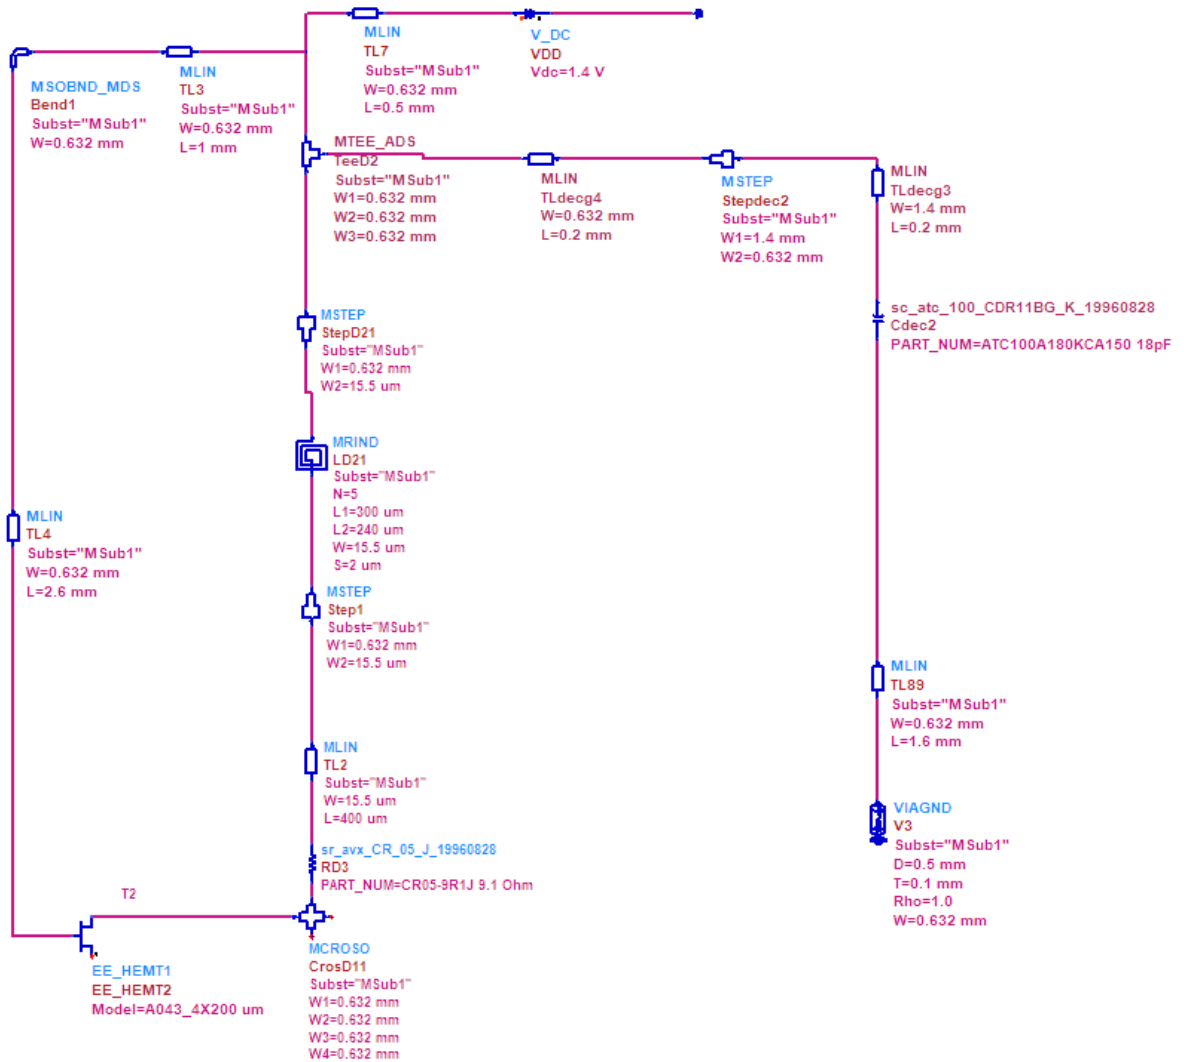 MLIN
TL7
Subst="MSub1"
W=0.632 mm
L=0.5 mm
V_DC
VDD
Vdc=1.4 V
MSOBND_MDS
Bend1
Subst="MSub1"
W=0.632 mm
MLIN
TL3
Subst="MSub1"
W=0.632 mm
L=1 mm
MTEE_ADS
TeeD2
Subst="MSub1"
W1=0.632 mm
W2=0.632 mm
W3=0.632 mm
MLIN
TLdecg4
W=0.632 mm
L=0.2 mm
MSTEP
Stepdec2
Subst="MSub1"
W1=1.4 mm
W2=0.632 mm
MLIN
TLdecg3
W=1.4 mm
L=0.2 mm
sc_atc_100_CDR11BG_K_19960828
Cdec2
PART_NUM=ATC100A180KCA150 18pF
MSTEP
StepD21
Subst="MSub1"
W1=0.632 mm
W2=15.5 um
MRIND
LD21
Subst="MSub1"
N=5
L1=300 um
L2=240 um
W=15.5 um
S=2 um
MLIN
TL4
Subst="MSub1"
W=0.632 mm
L=2.6 mm
MSTEP
Step1
Subst="MSub1"
W1=0.632 mm
W2=15.5 um
MLIN
TL89
Subst="MSub1"
W=0.632 mm
L=1.6 mm
MLIN
TL2
Subst="MSub1"
W=15.5 um
L=400 um
VIAGND
V3
Subst="MSub1"
D=0.5 mm
T=0.1 mm
Rho=1.0
W=0.632 mm
sr_avx_CR_05_J_19960828
RD3
PART_NUM=CR05-9R1J 9.1 Ohm
T2
EE_HEMT1
EE_HEMT2
Model=A043_4X200 um
MCROSO
CrosD11
Subst="MSub1"
W1=0.632 mm
W2=0.632 mm
W3=0.632 mm
W4=0.632 mm